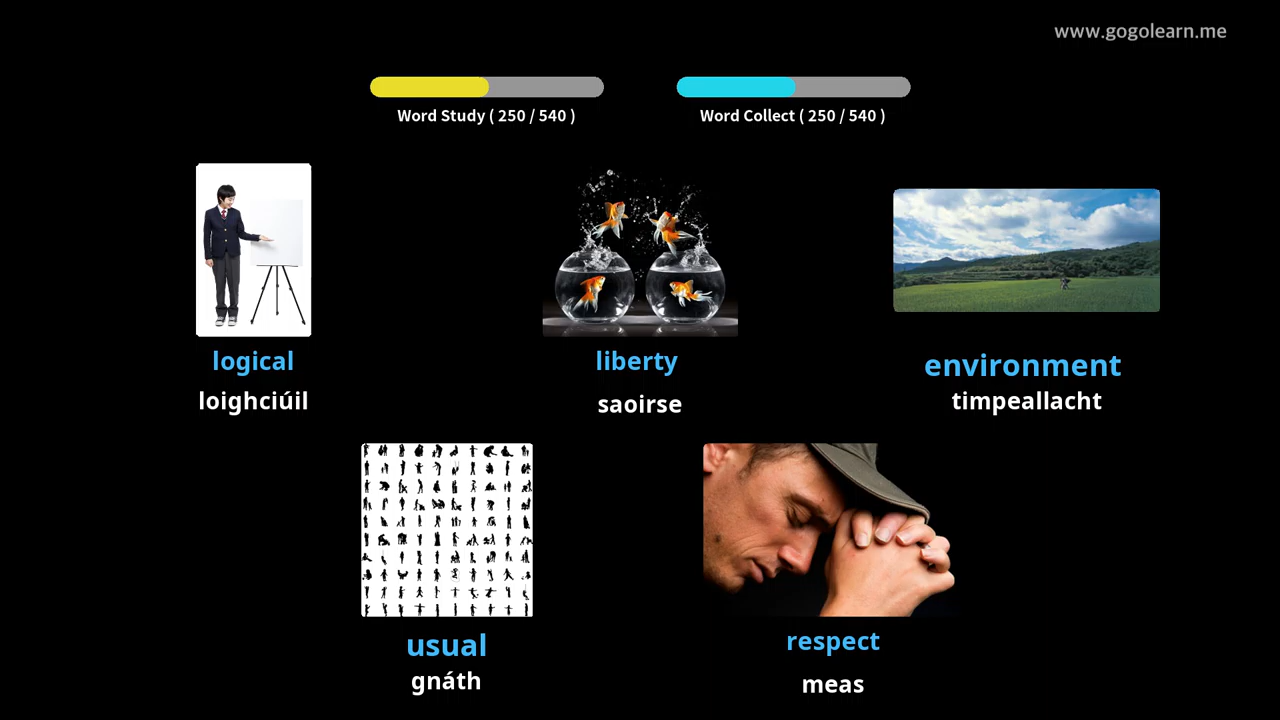 www.gogolearn.me
Word Study ( 250 / 540 )
Word Collect ( 250 / 540 )
logical
loighciúil
liberty
saoirse
environment
timpeallacht
usual
gnáth
respect
meas